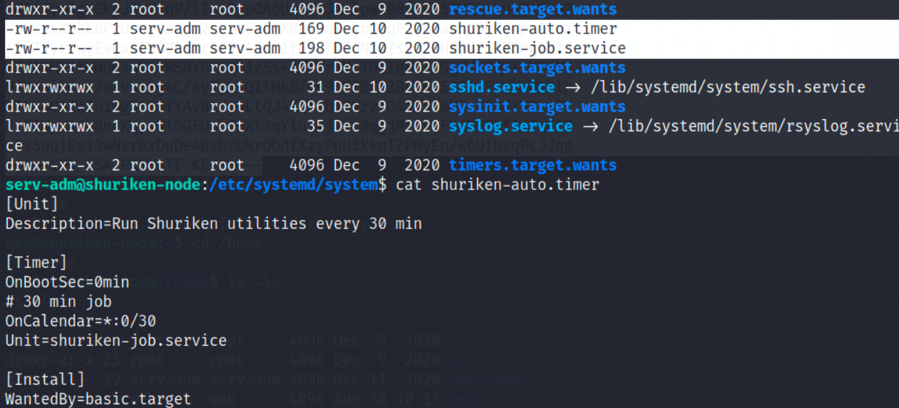 drwxr-xr-x  2 root     root      4096 Dec  9  2020 rescue.target.wants
-rw-r--r--  1 serv-adm serv-adm   169 Dec 10  2020 shuriken-auto.timer
-rw-r--r--  1 serv-adm serv-adm   198 Dec 10  2020 shuriken-job.service
drwxr-xr-x  2 root     root      4096 Dec  9  2020 sockets.target.wants
lrwxrwxrwx  1 root     root        31 Dec 10  2020 sshd.service → /lib/systemd/system/ssh.service
drwxr-xr-x  2 root     root      4096 Dec  9  2020 sysinit.target.wants
lrwxrwxrwx  1 root     root        35 Dec  9  2020 syslog.service → /lib/systemd/system/rsyslog.servi
ce
drwxr-xr-x  2 root     root      4096 Dec  9  2020 timers.target.wants
serv-adm@shuriken-node:/etc/systemd/system$ cat shuriken-auto.timer
[Unit]
Description=Run Shuriken utilities every 30 min
$ cd /home
[Timer]
OnBootSec=0min
$ ls -la
# 30 min job
OnCalendar=*:0/30
Unit=shuriken-job.service
[Install]
WantedBy=basic.target